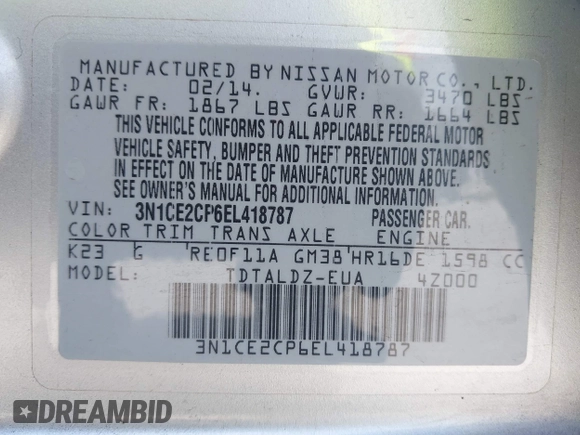 MANUFACTURED BY NISSAN MOTOR CO., LTD.
DATE: 02/14. GVWR: 3470 LBS
GAWR FR: 1867 LBS GAWR RR: 1664 LBS
THIS VEHICLE CONFORMS TO ALL APPLICABLE FEDERAL MOTOR
VEHICLE SAFETY, BUMPER AND THEFT PREVENTION STANDARDS
IN EFFECT ON THE DATE OF MANUFACTURE SHOWN ABOVE.
SEE OWNER'S MANUAL FOR ADDITIONAL INFORMATION.
VIN: 3N1CE2CP6EL418787 PASSENGER CAR.
COLOR TRIM TRANS AXLE ENGINE
K23 G RE0F11A GM38 HR16DE 1598 CC
MODEL: TDTALDZ-EUA 4Z000
3N1CE2CP6EL418787
DREAMBID